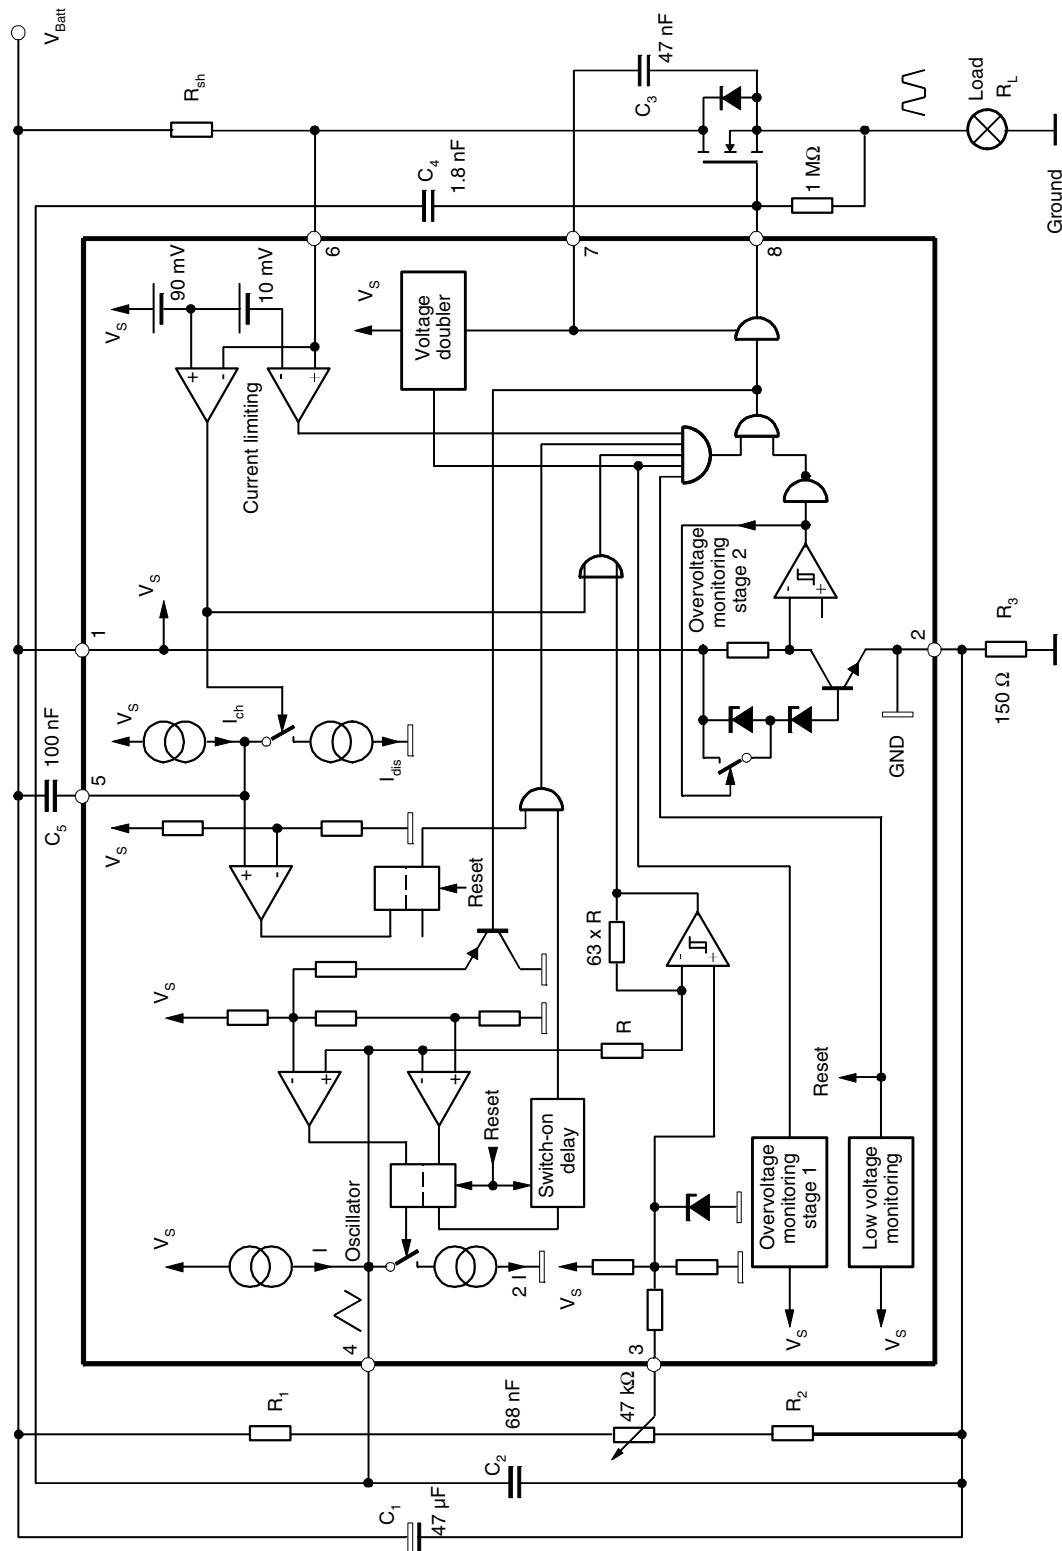 V_Batt
R_sh
C_3
47 nF
Load
R_L
Ground
C_4
1.8 nF
1 MΩ
6
7
8
90 mV
10 mV
V_S
Current limiting
Voltage
doubler
V_S
1
V_S
Overvoltage
monitoring
stage 2
-
+
2
R_3
150 Ω
GND
C_5
100 nF
5
V_S
I_ch
I_dis
V_S
+
-
Reset
63 x R
R
-
+
V_S
-
+
-
+
Reset
Switch-on
delay
Oscillator
V_S
I
2 I
V_S
Reset
Overvoltage
monitoring
stage 1
Low voltage
monitoring
V_S
V_S
4
3
R_1
68 nF
47 kΩ
R_2
C_2
C_1
47 µF
+
-
-
+